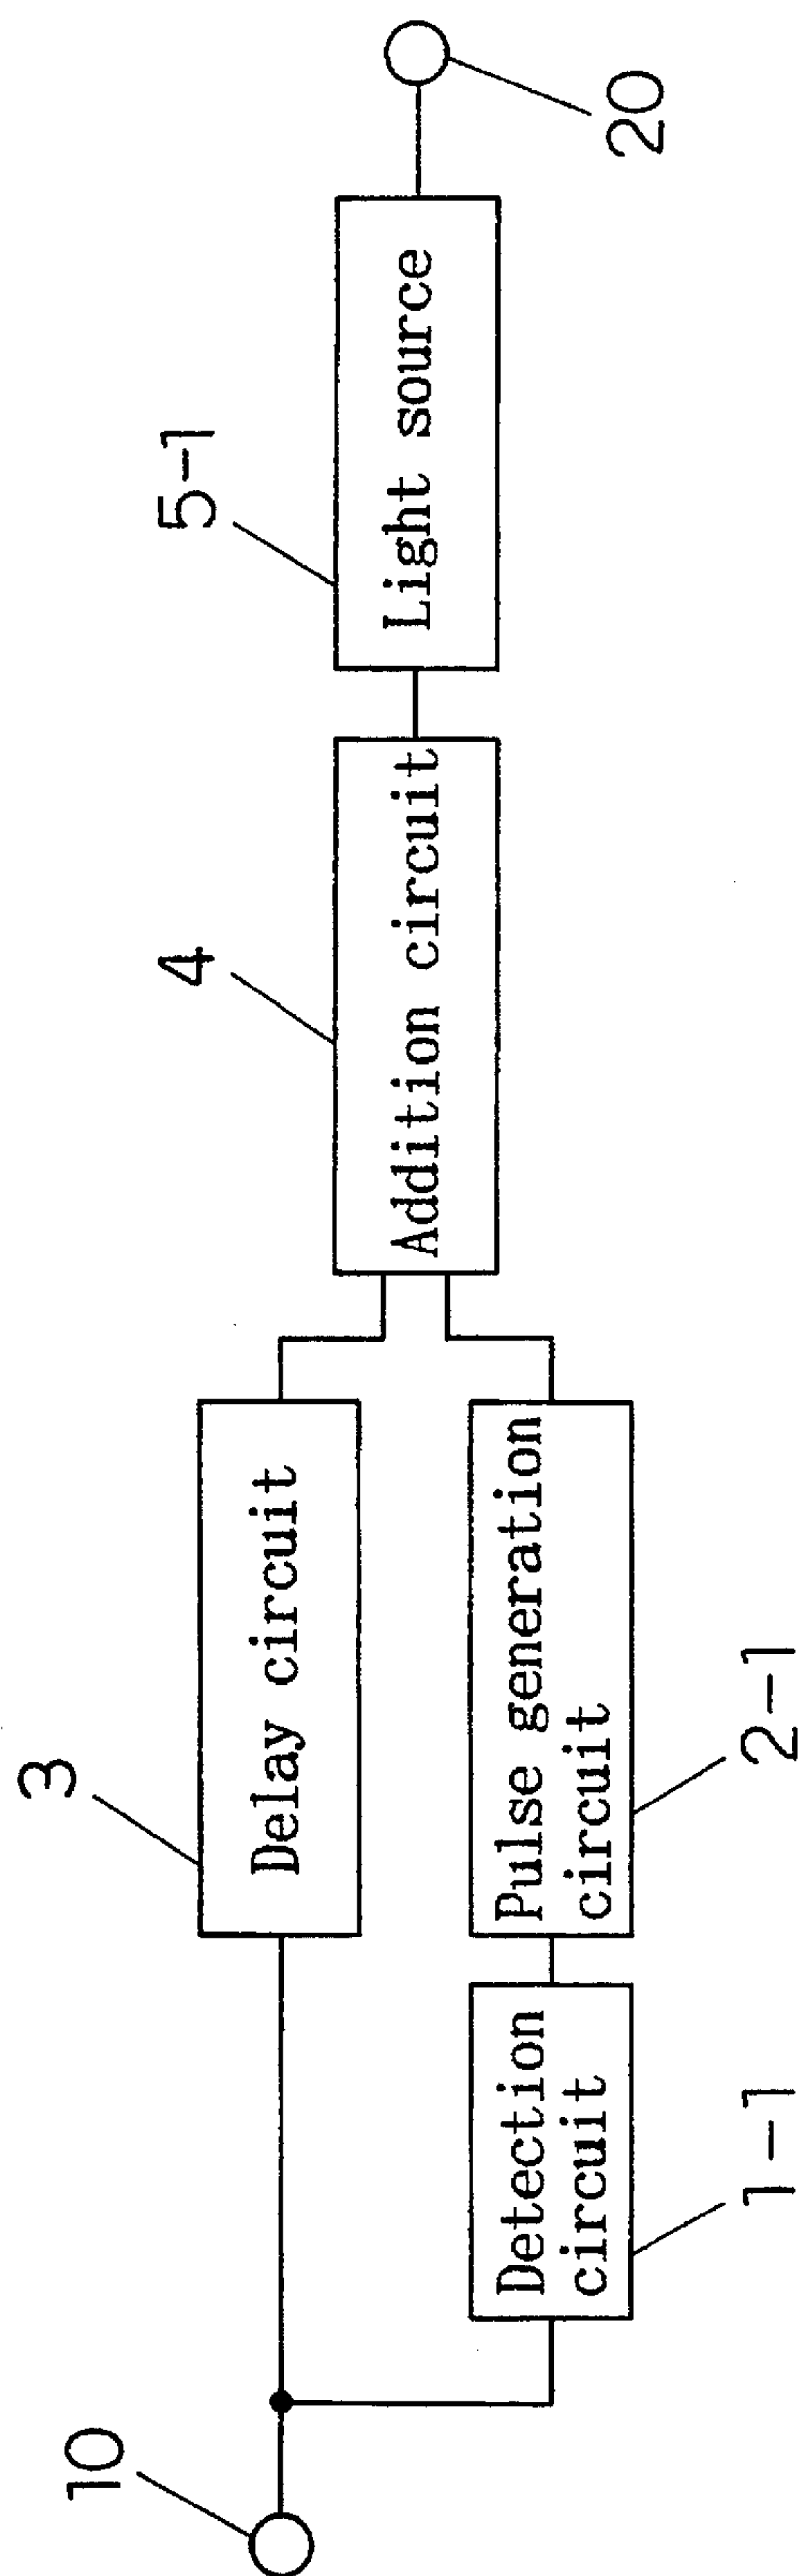 10
3
Delay circuit
Detection
circuit
1-1
Pulse generation
circuit
2-1
4
Addition circuit
5-1
Light source
20